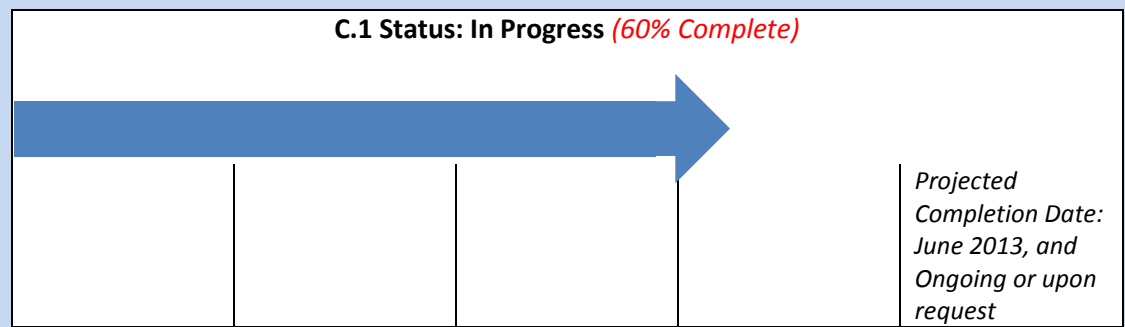 C.1 Status: In Progress (60% Complete)
Projected
Completion Date:
June 2013, and
Ongoing or upon
request